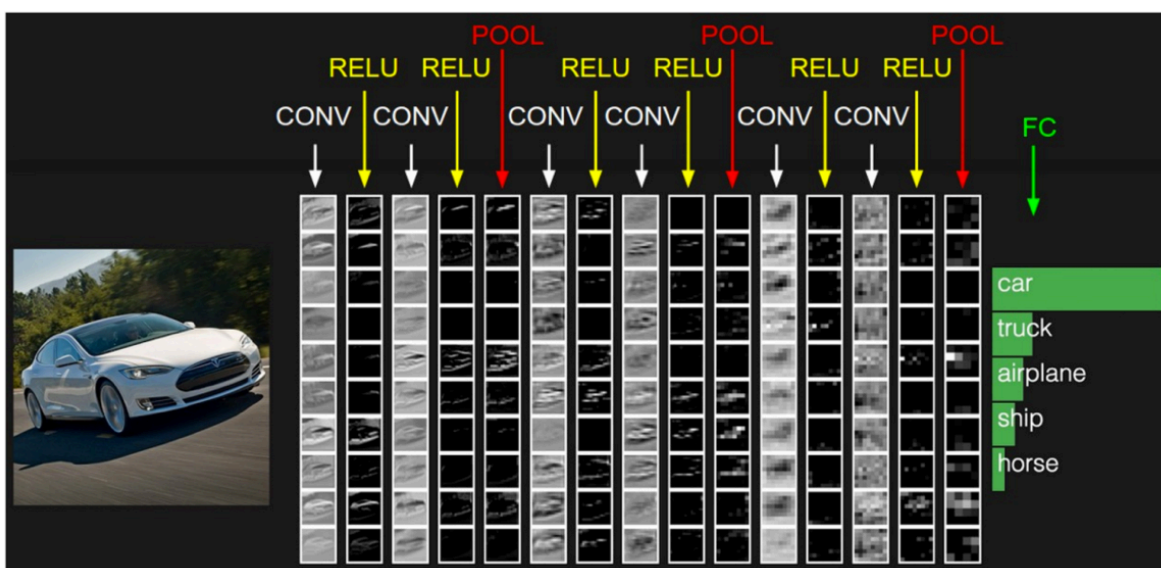 POOL POOL POOL
RELU RELU RELU RELU RELU RELU
CONV CONV CONV CONV CONV CONV
FC
car
truck
airplane
ship
horse